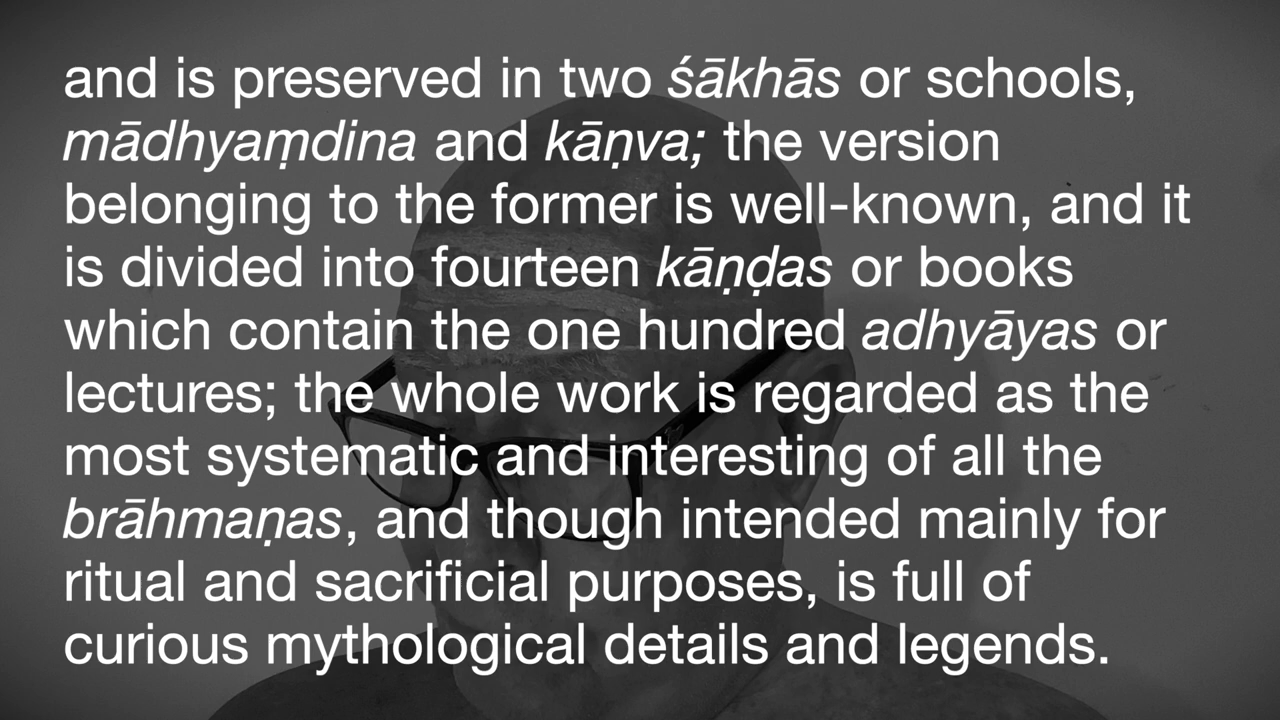 and is preserved in two śākhās or schools,
mādhyaṃdina and kāṇva; the version
belonging to the former is well-known, and it
is divided into fourteen kāṇḍas or books
which contain the one hundred adhyāyas or
lectures; the whole work is regarded as the
most systematic and interesting of all the
brāhmaṇas, and though intended mainly for
ritual and sacrificial purposes, is full of
curious mythological details and legends.